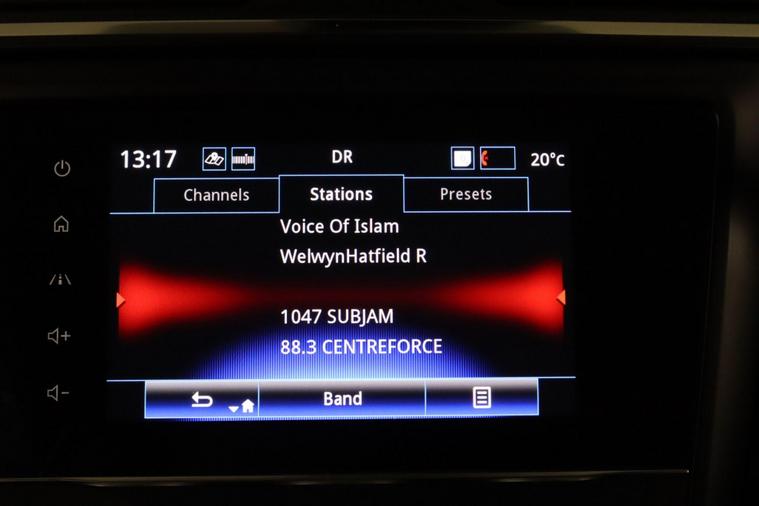 13:17 DR 20°c
Channels Stations Presets
Voice Of Islam
WelwynHatfield R
1047 SUBJAM
88.3 CENTREFORCE
Band